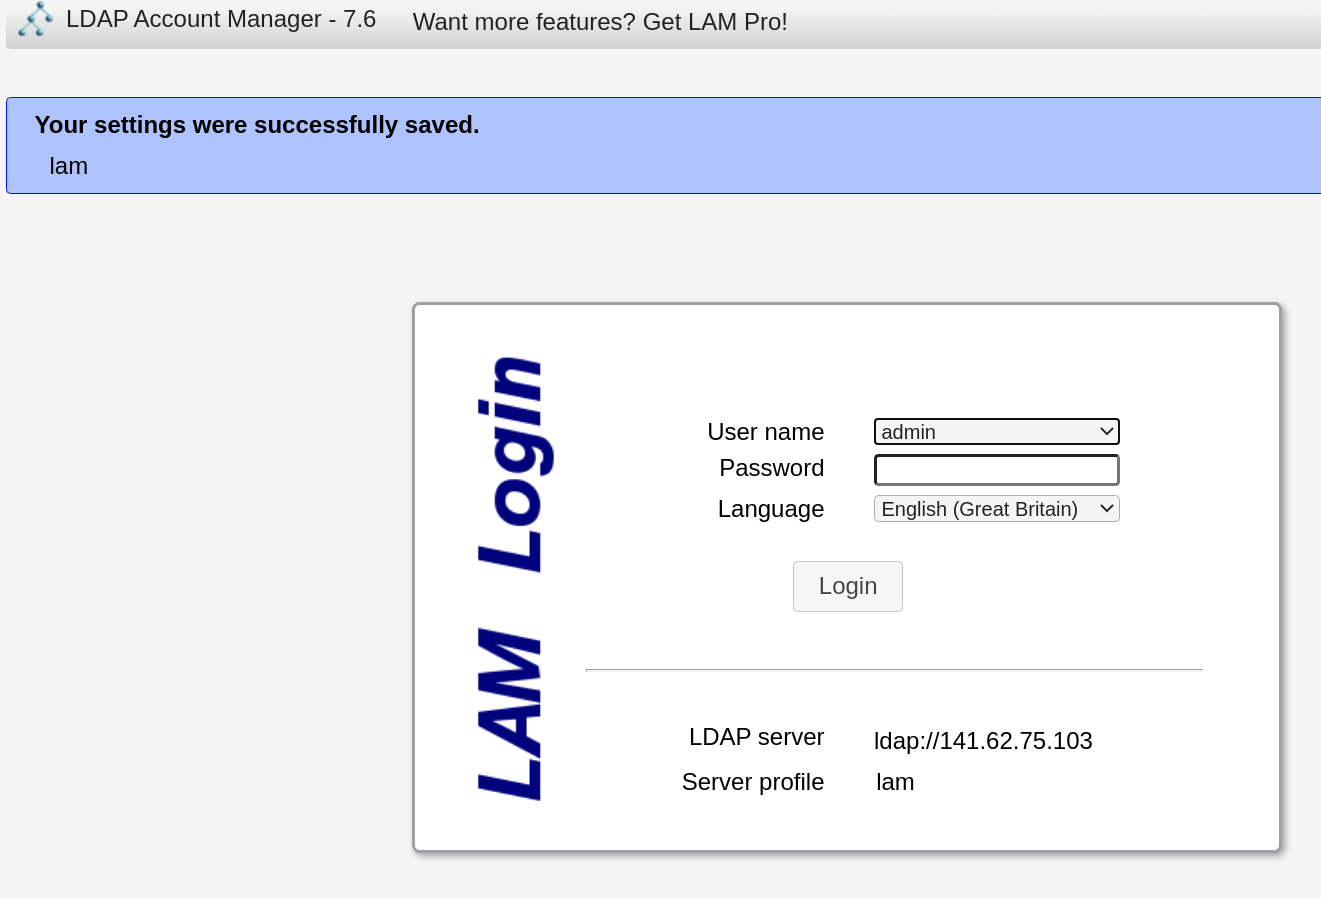 LDAP Account Manager - 7.6 Want more features? Get LAM Pro!
Your settings were successfully saved.
lam
LAM Login
User name admin
Password
Language English (Great Britain)
Login
LDAP server ldap://141.62.75.103
Server profile lam